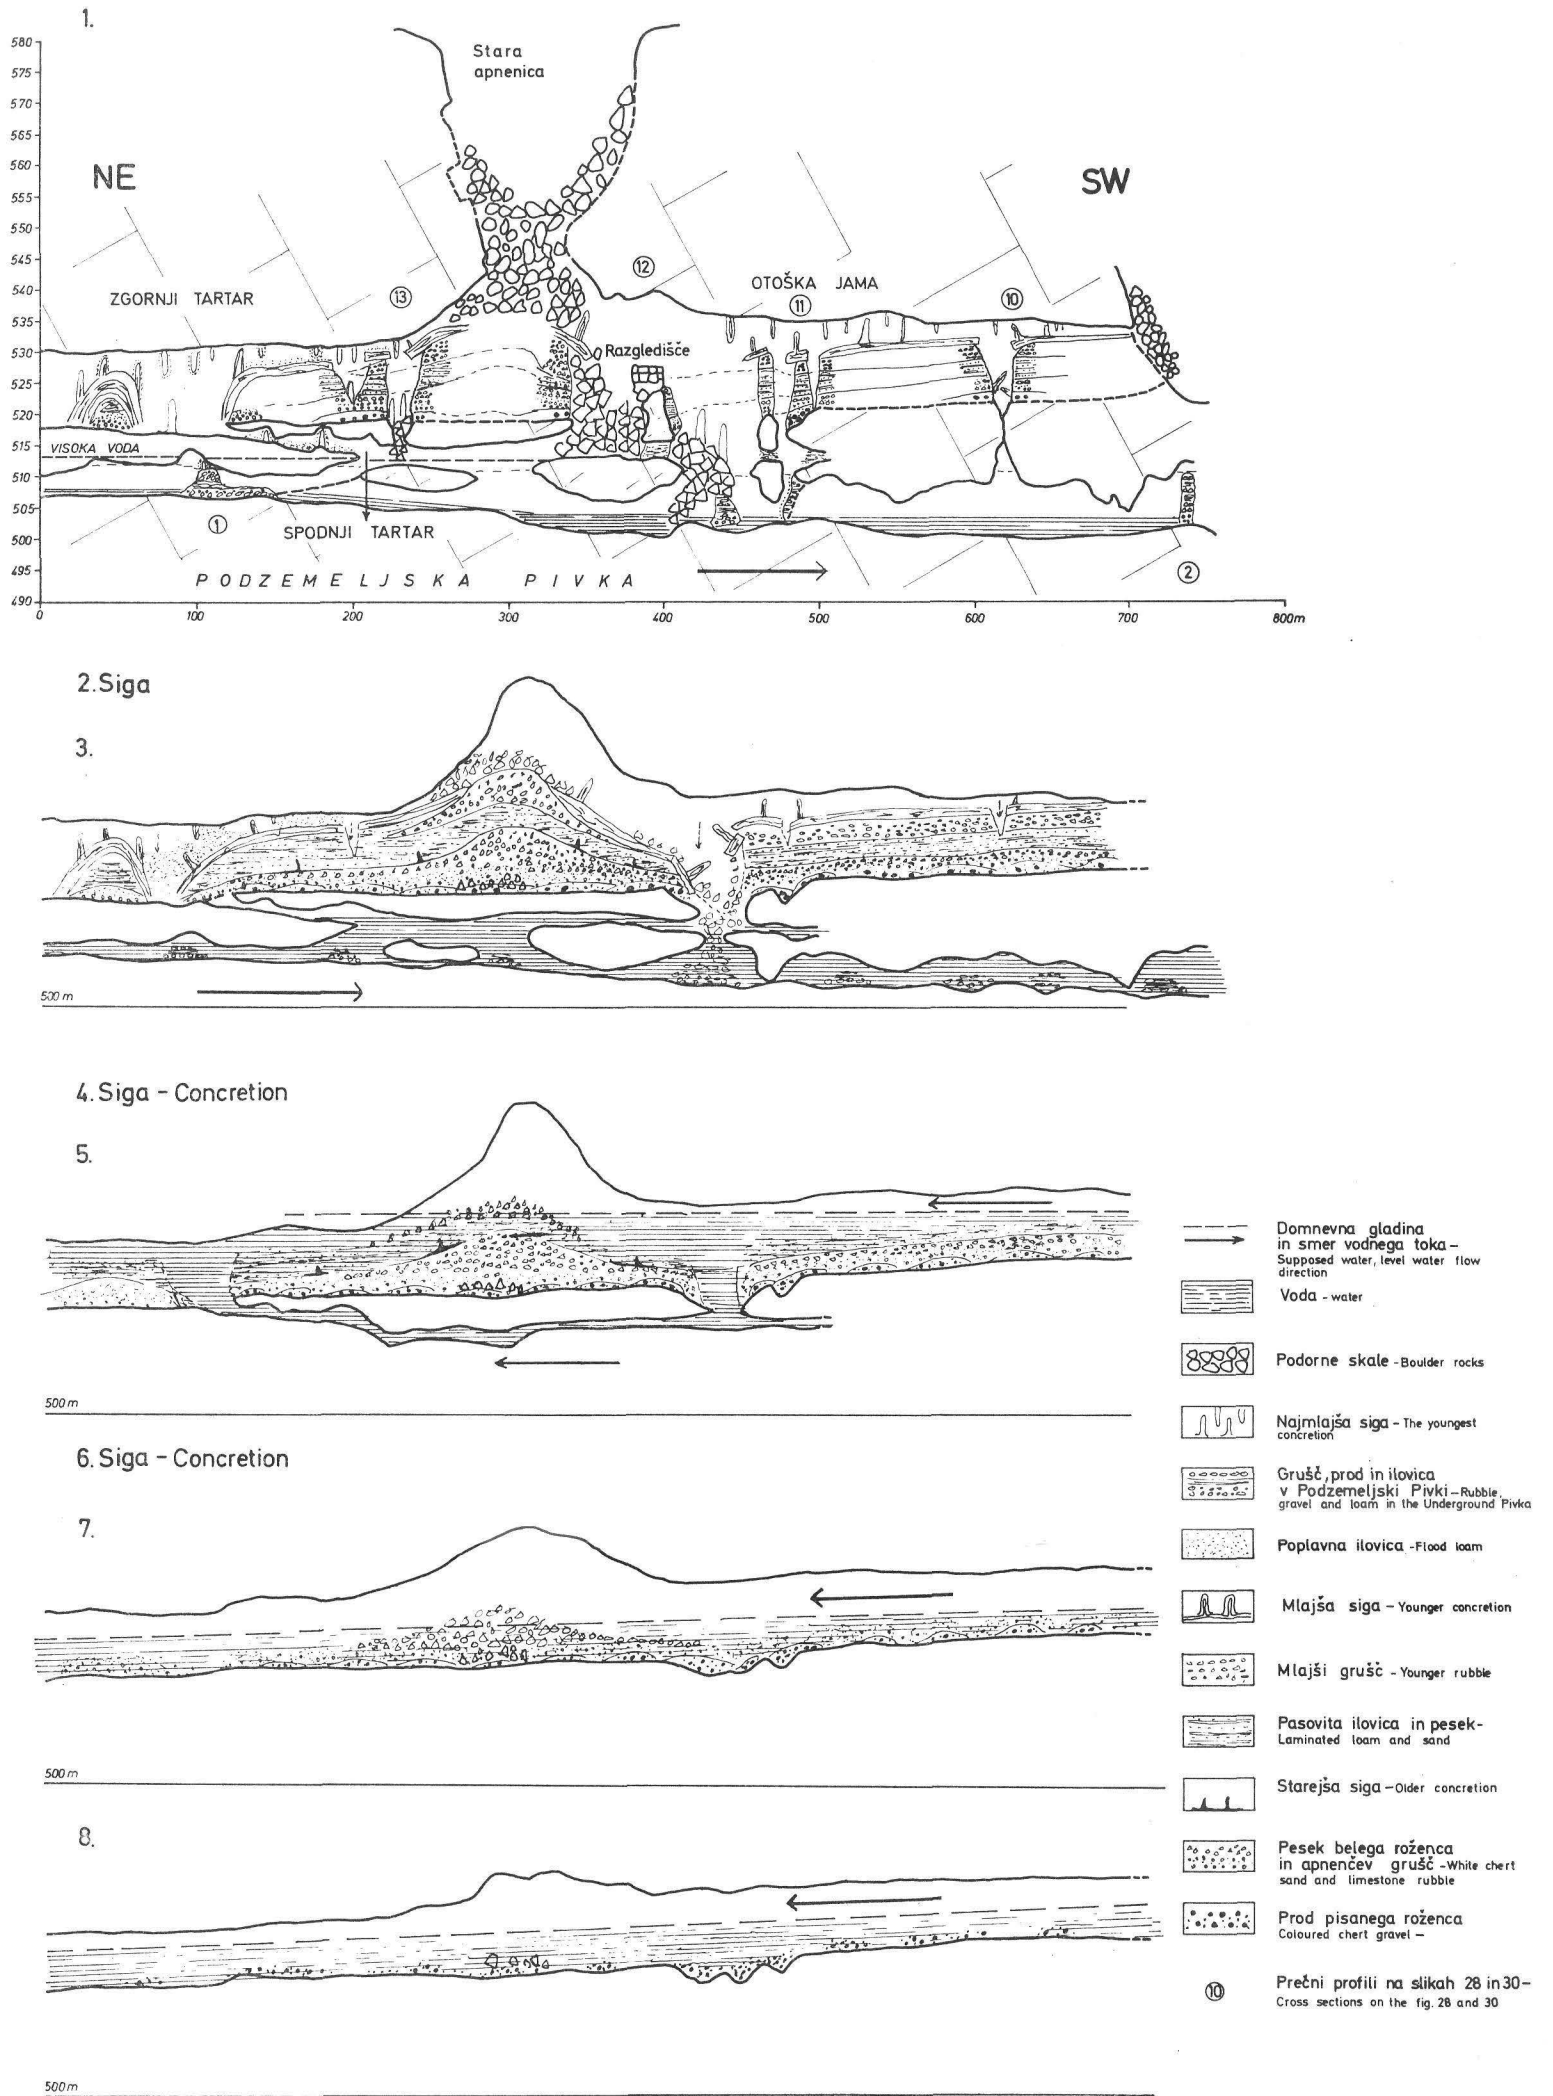 1.
580
575
570
565
560
555
550
545
540
535
530
525
520
515
510
505
500
495
490
Stara
apnenica
NE
SW
ZGORNJI TARTAR
13
12
OTOŠKA JAMA
11
10
Razgledišče
VISOKA VODA
1
SPODNJI TARTAR
PODZEMELJSKA PIVKA
2
0 100 200 300 400 500 600 700 800m
2. Siga
3.
500 m
4. Siga - Concretion
5.
500 m
6. Siga - Concretion
7.
500 m
8.
500 m
Domnevna gladina
in smer vodnega toka -
Supposed water, level water flow
direction
Voda - water
Podorne skale - Boulder rocks
Najmlajša siga - The youngest
concretion
Grušč, prod in ilovica
v Podzemeljski Pivki - Rubble,
gravel and loam in the Underground Pivka
Poplavna ilovica - Flood loam
Mlajša siga - Younger concretion
Mlajši grušč - Younger rubble
Pasovita ilovica in pesek -
Laminated loam and sand
Starejša siga - Older concretion
Pesek belega roženca
in apnenčev grušč - White chert
sand and limestone rubble
Prod pisanega roženca
Coloured chert gravel -
10
Prečni profili na slikah 28 in 30 -
Cross sections on the fig. 28 and 30